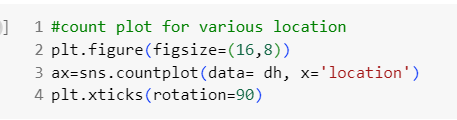 1 #count plot for various location
2 plt.figure(figsize=(16,8))
3 ax=sns.countplot(data= dh, x='location')
4 plt.xticks(rotation=90)